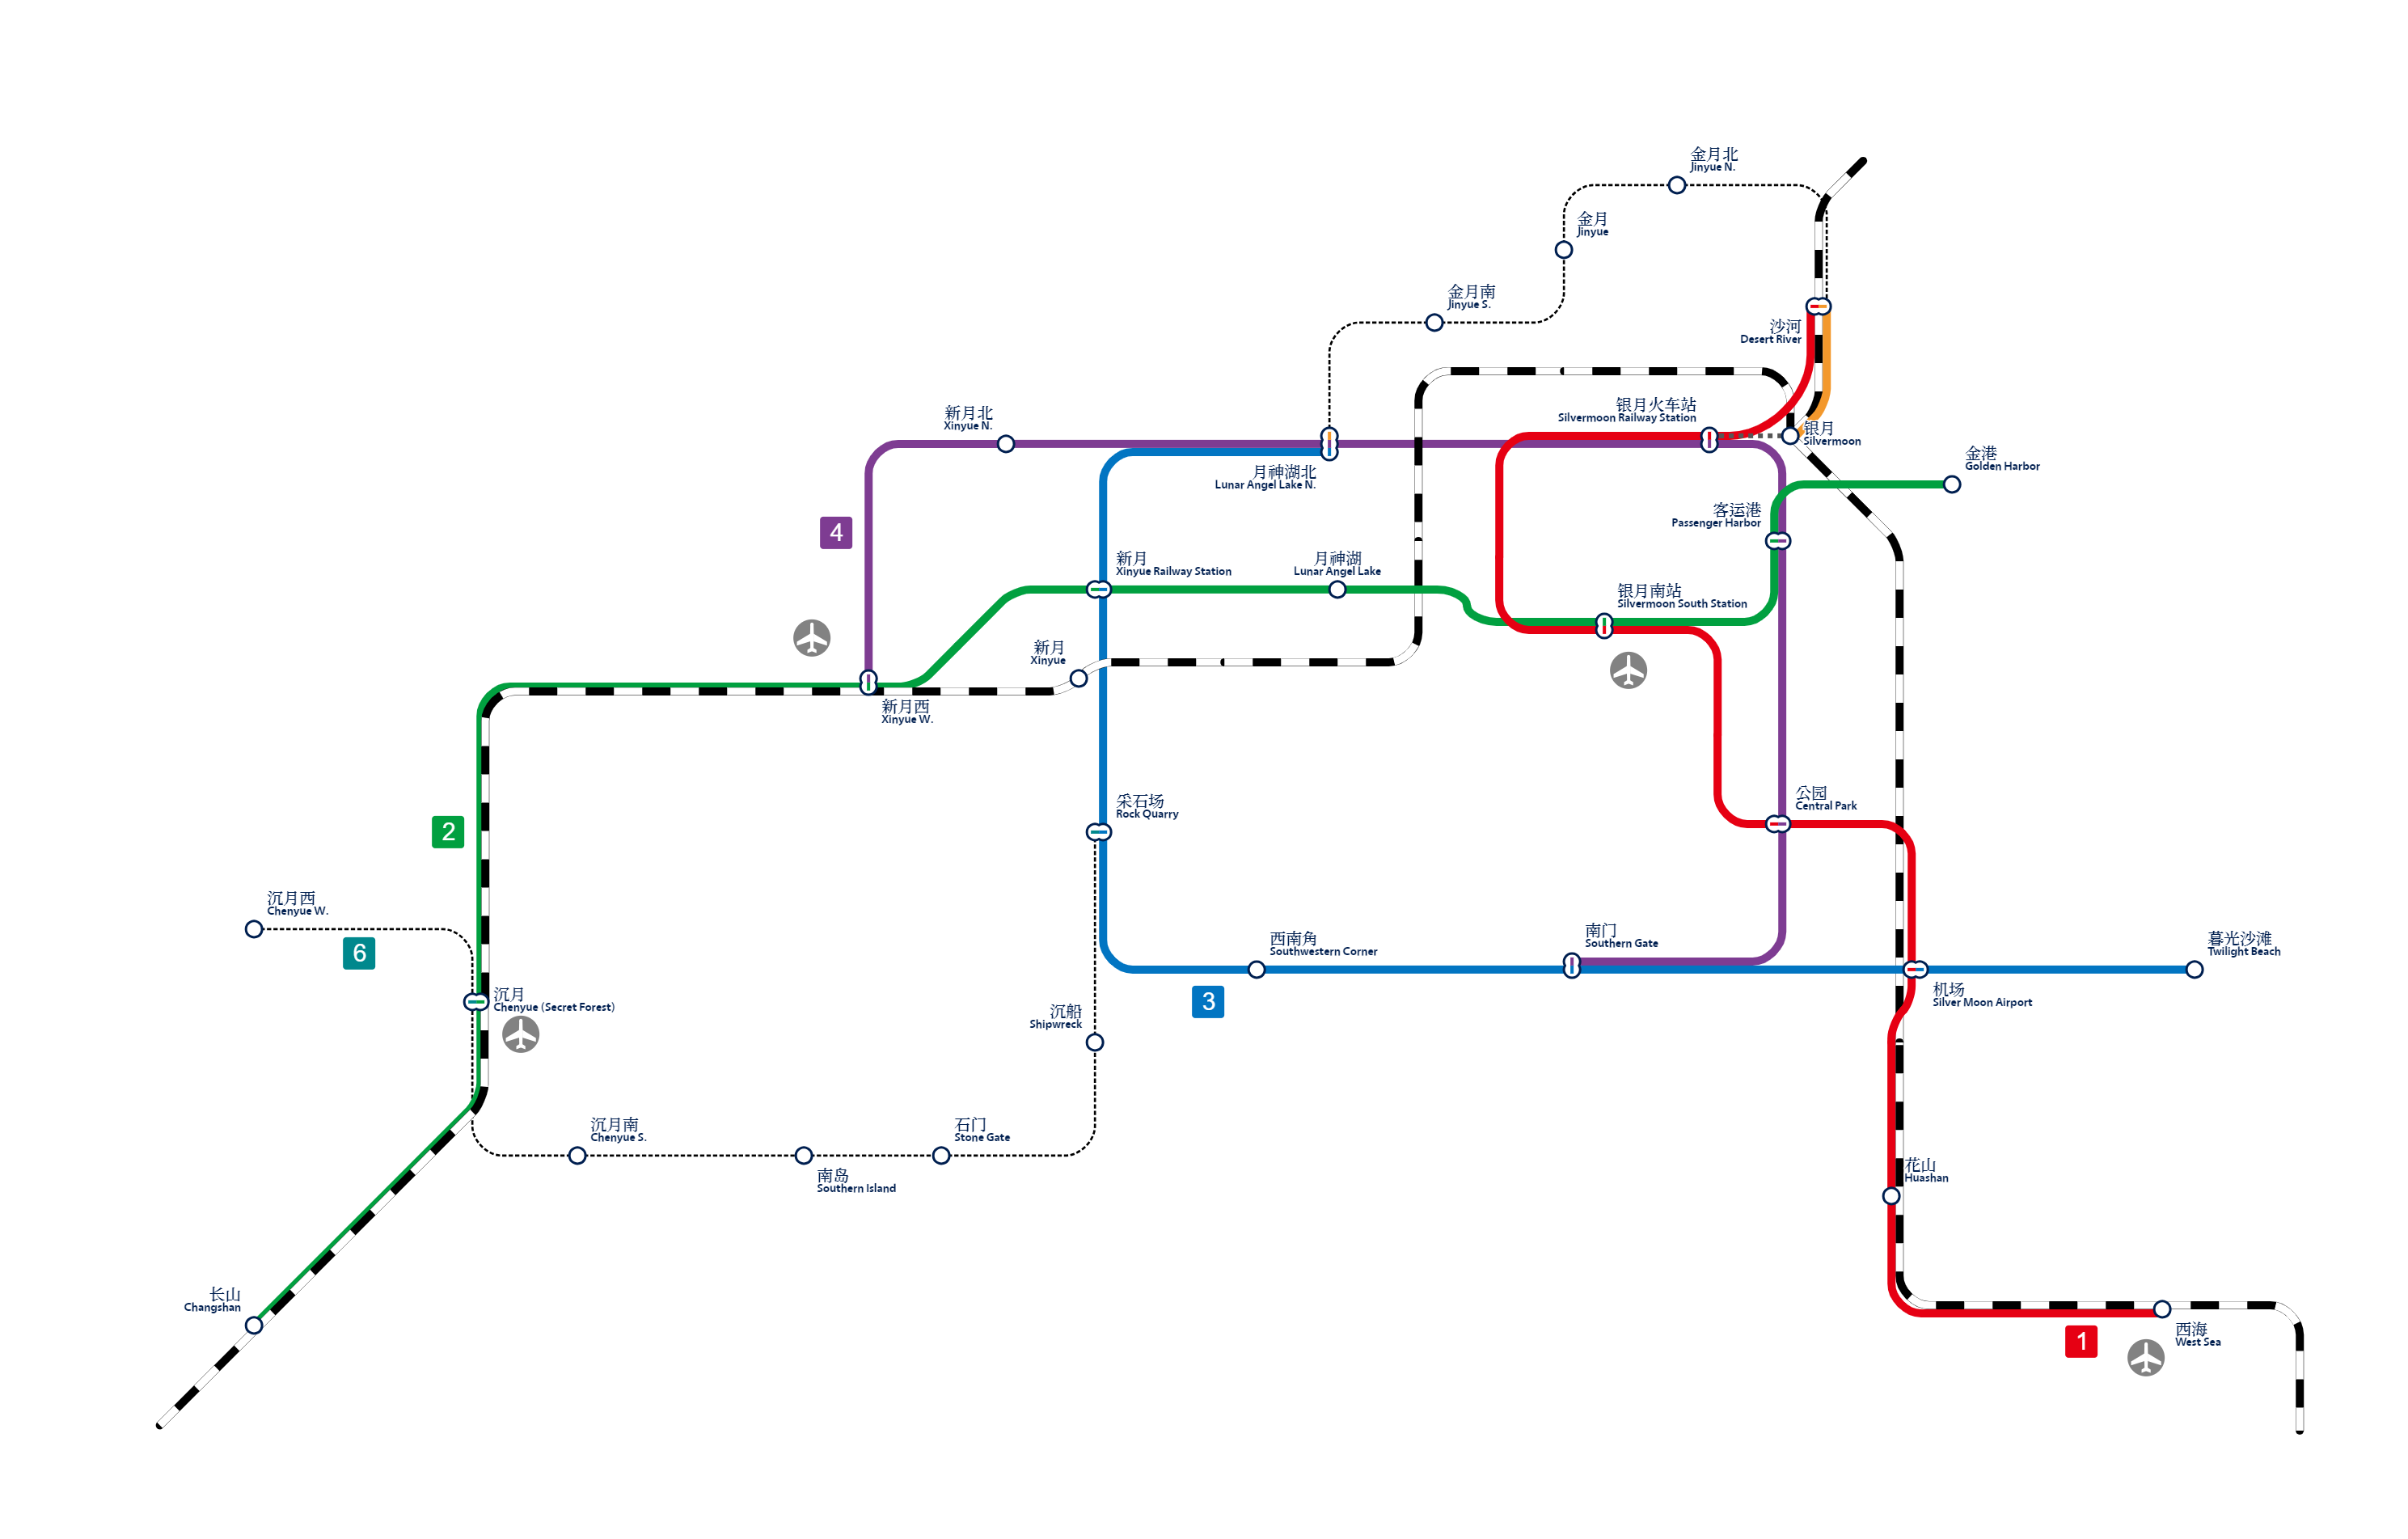 金月北
Jinyue N.
金月
Jinyue
金月南
Jinyue S.
沙河
Desert River
新月北
Xinyue N.
银月火车站
Silvermoon Railway Station
银月
Silvermoon
金港
Golden Harbor
月神湖北
Lunar Angel Lake N.
4
客运港
Passenger Harbor
新月
Xinyue Railway Station
月神湖
Lunar Angel Lake
银月南站
Silvermoon South Station
新月
Xinyue
新月西
Xinyue W.
采石场
Rock Quarry
公园
Central Park
2
沉月西
Chenyue W.
6
西南角
Southwestern Corner
南门
Southern Gate
暮光沙滩
Twilight Beach
沉月
Chenyue (Secret Forest)
3
机场
Silver Moon Airport
沉船
Shipwreck
沉月南
Chenyue S.
石门
Stone Gate
南岛
Southern Island
花山
Huashan
长山
Changshan
1
西海
West Sea